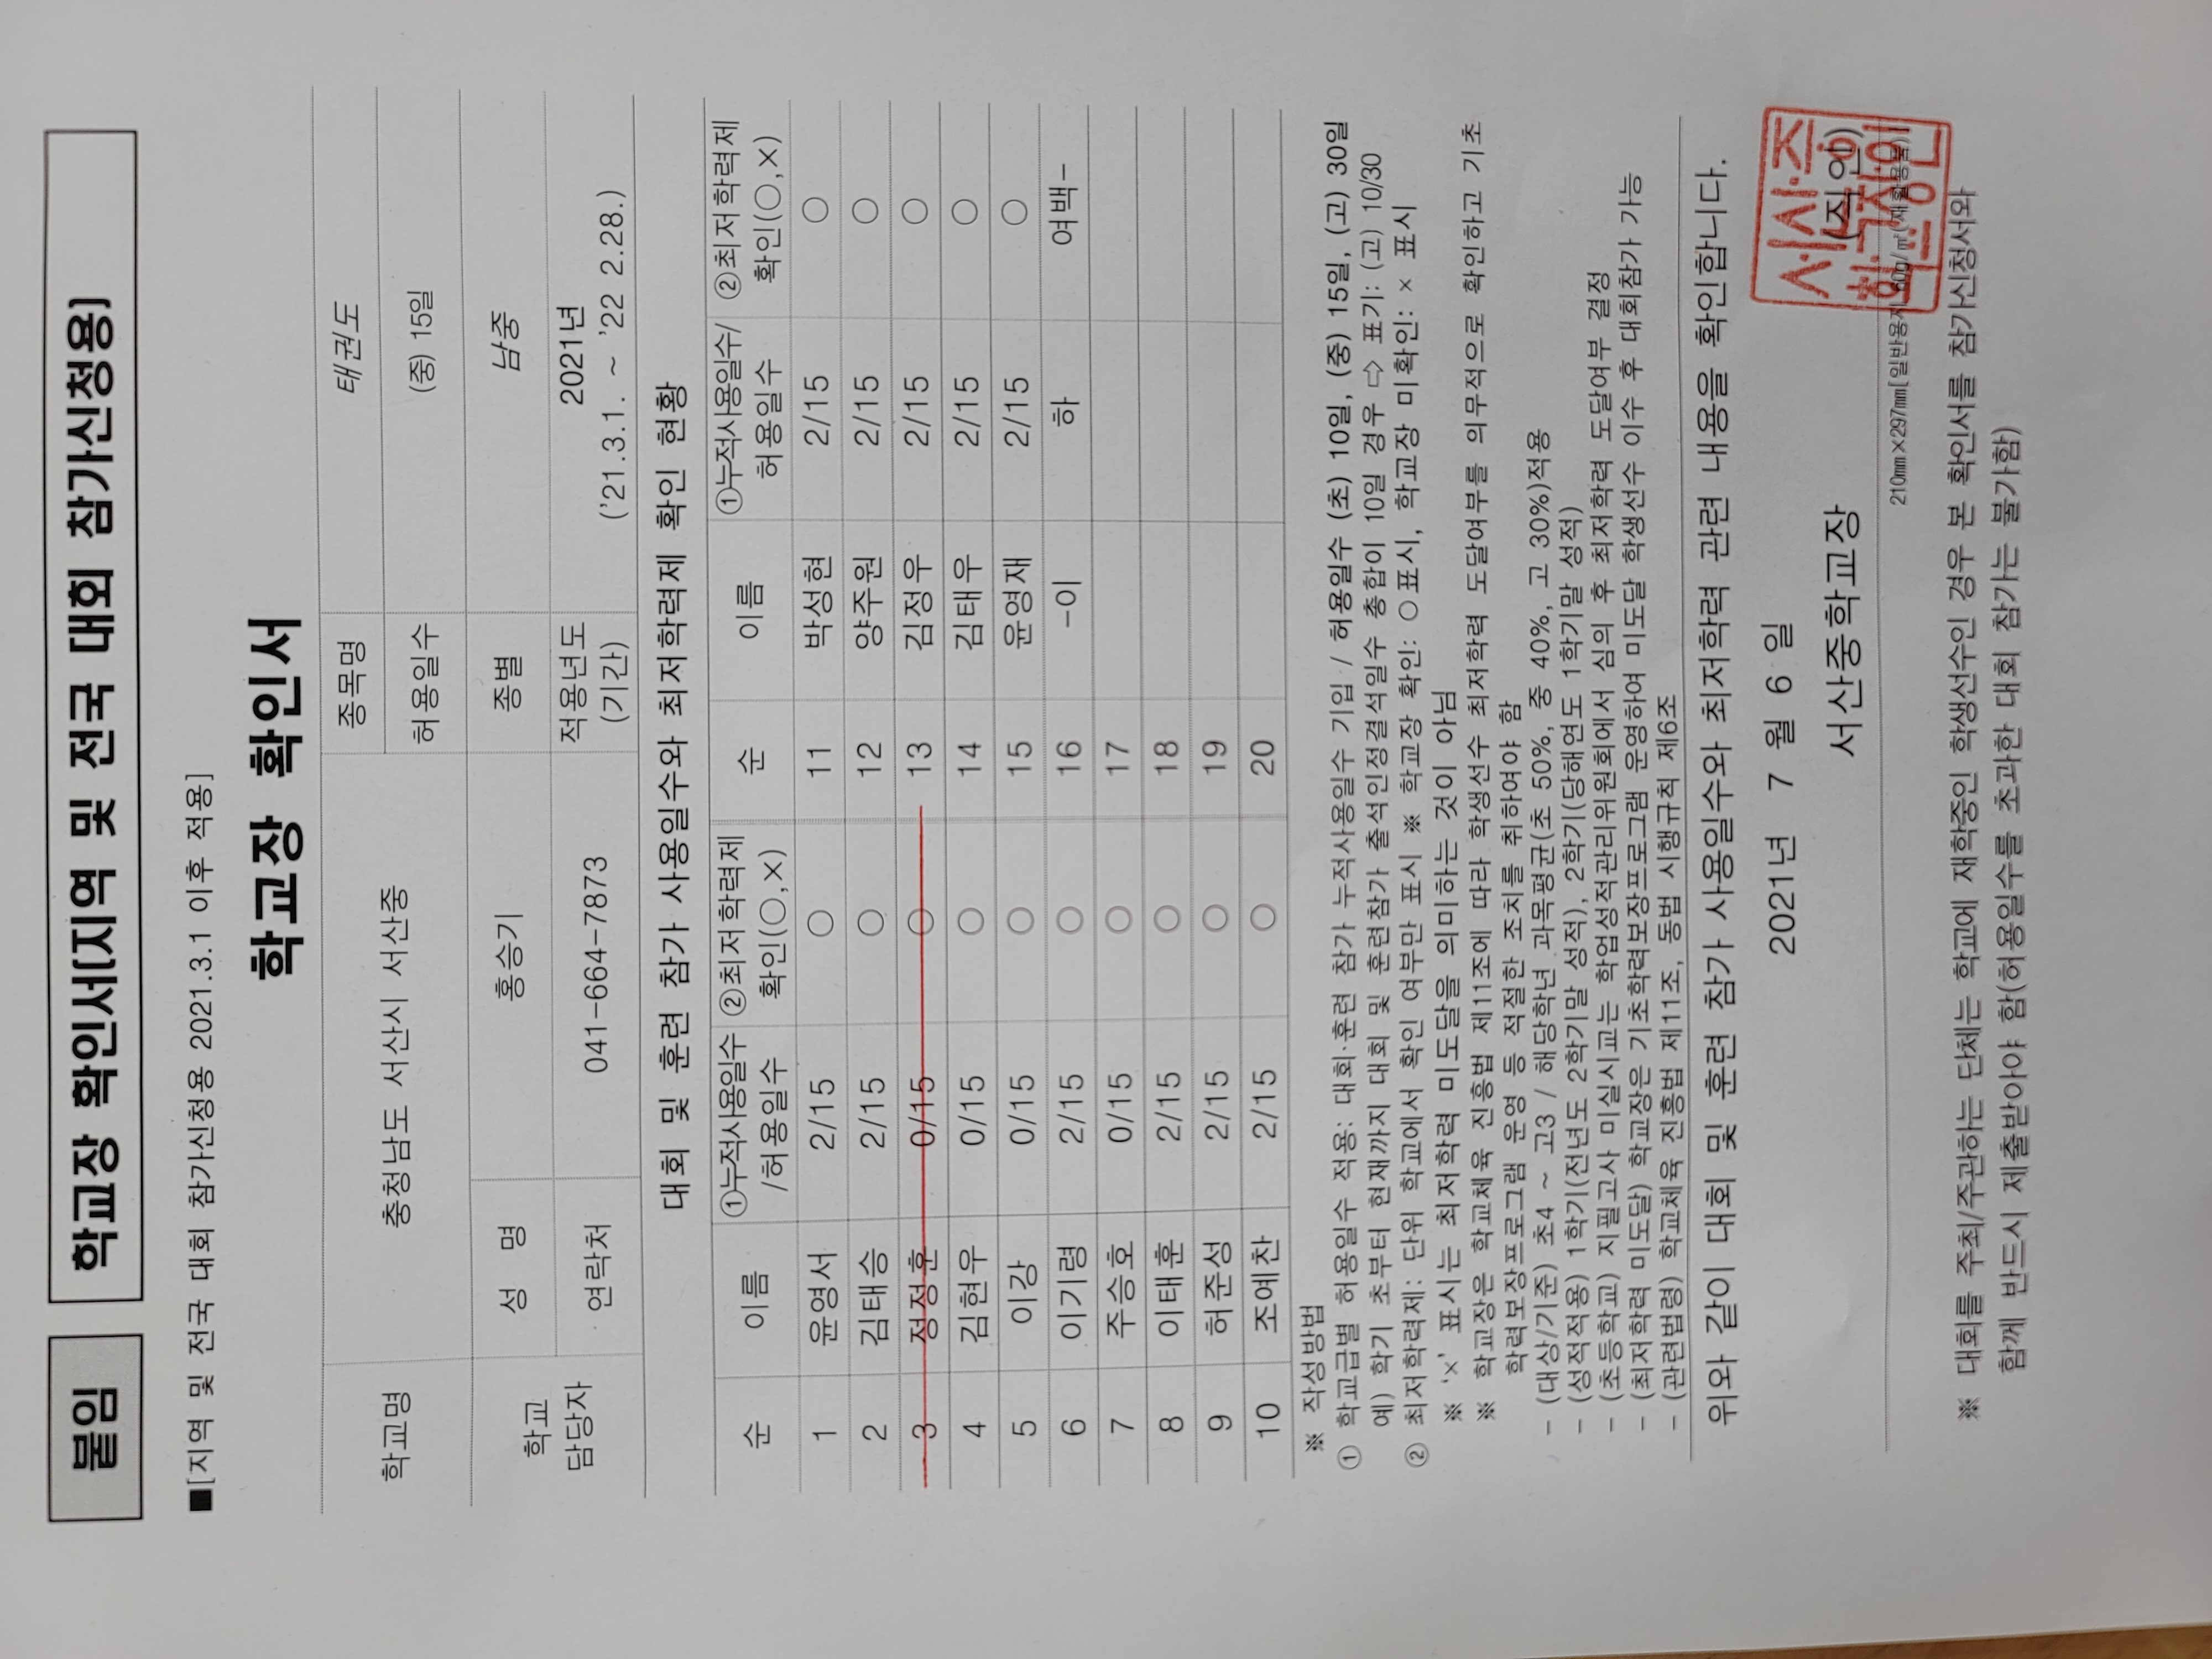 붙임
학교장 확인서[지역 및 전국 대회 참가신청용]
■[지역 및 전국 대회 참가신청용 2021.3.1 이후 적용]
학교장 확인서
학교명 충청남도 서산시 서산중 종목명 태권도
허용일수 (중) 15일
학교 담당자 성 명 홍승기 종별 남중
연락처 041-664-7873 적용년도 (기간) 2021년 ('21.3.1. ~ '22 2.28.)
대회 및 훈련 참가 사용일수와 최저학력제 확인 현황
순 이름 ①누적사용일수/허용일수 ②최저학력제 확인(○,×) 순 이름 ①누적사용일수/허용일수 ②최저학력제 확인(○,×)
1 윤영서 2/15 ○ 11 박성현 2/15 ○
2 김태승 2/15 ○ 12 양주원 2/15 ○
3 정정훈 0/15 ○ 13 김정우 2/15 ○
4 김현우 0/15 ○ 14 김태우 2/15 ○
5 이강 0/15 ○ 15 윤영재 2/15 ○
6 이기령 2/15 ○ 16 -이 하 여백-
7 주승호 0/15 ○ 17
8 이태훈 2/15 ○ 18
9 허준성 2/15 ○ 19
10 조예찬 2/15 ○ 20
※ 작성방법
① 학교급별 허용일수 적용: 대회·훈련 참가 누적사용일수 기입 / 허용일수 (초) 10일, (중) 15일, (고) 30일
예) 학기 초부터 현재까지 대회 및 훈련참가 출석인정결석일수 총합이 10일 경우 ⇨ 표기: (고) 10/30
② 최저학력제: 단위 학교에서 확인 여부만 표시 ※ 학교장 확인: ○표시, 학교장 미확인: × 표시
※ '×' 표시는 최저학력 미도달을 의미하는 것이 아님
※ 학교장은 학교체육 진흥법 제11조에 따라 학생선수 최저학력 도달여부를 의무적으로 확인하고 기초
학력보장프로그램 운영 등 적절한 조치를 취하여야 함
- (대상/기준) 초4 ~ 고3 / 해당학년 과목평균(초 50%, 중 40%, 고 30%)적용
- (성적적용) 1학기(전년도 2학기말 성적), 2학기(당해연도 1학기말 성적)
- (초등학교) 지필고사 미실시교는 학업성적관리위원회에서 심의 후 최저학력 도달여부 결정
- (최저학력 미도달) 학교장은 기초학력보장프로그램 운영하여 미도달 학생선수 이수 후 대회참가 가능
- (관련법령) 학교체육 진흥법 제11조, 동법 시행규칙 제6조
위와 같이 대회 및 훈련 참가 사용일수와 최저학력 관련 내용을 확인합니다.
2021년 7 월 6 일
서산중학교장 (직인)
210㎜×297㎜[일반용지 60g/㎡(재활용품)]
※ 대회를 주최/주관하는 단체는 학교에 재학중인 학생선수인 경우 본 확인서를 참가신청서와
함께 반드시 제출받아야 함(허용일수를 초과한 대회 참가는 불가함)